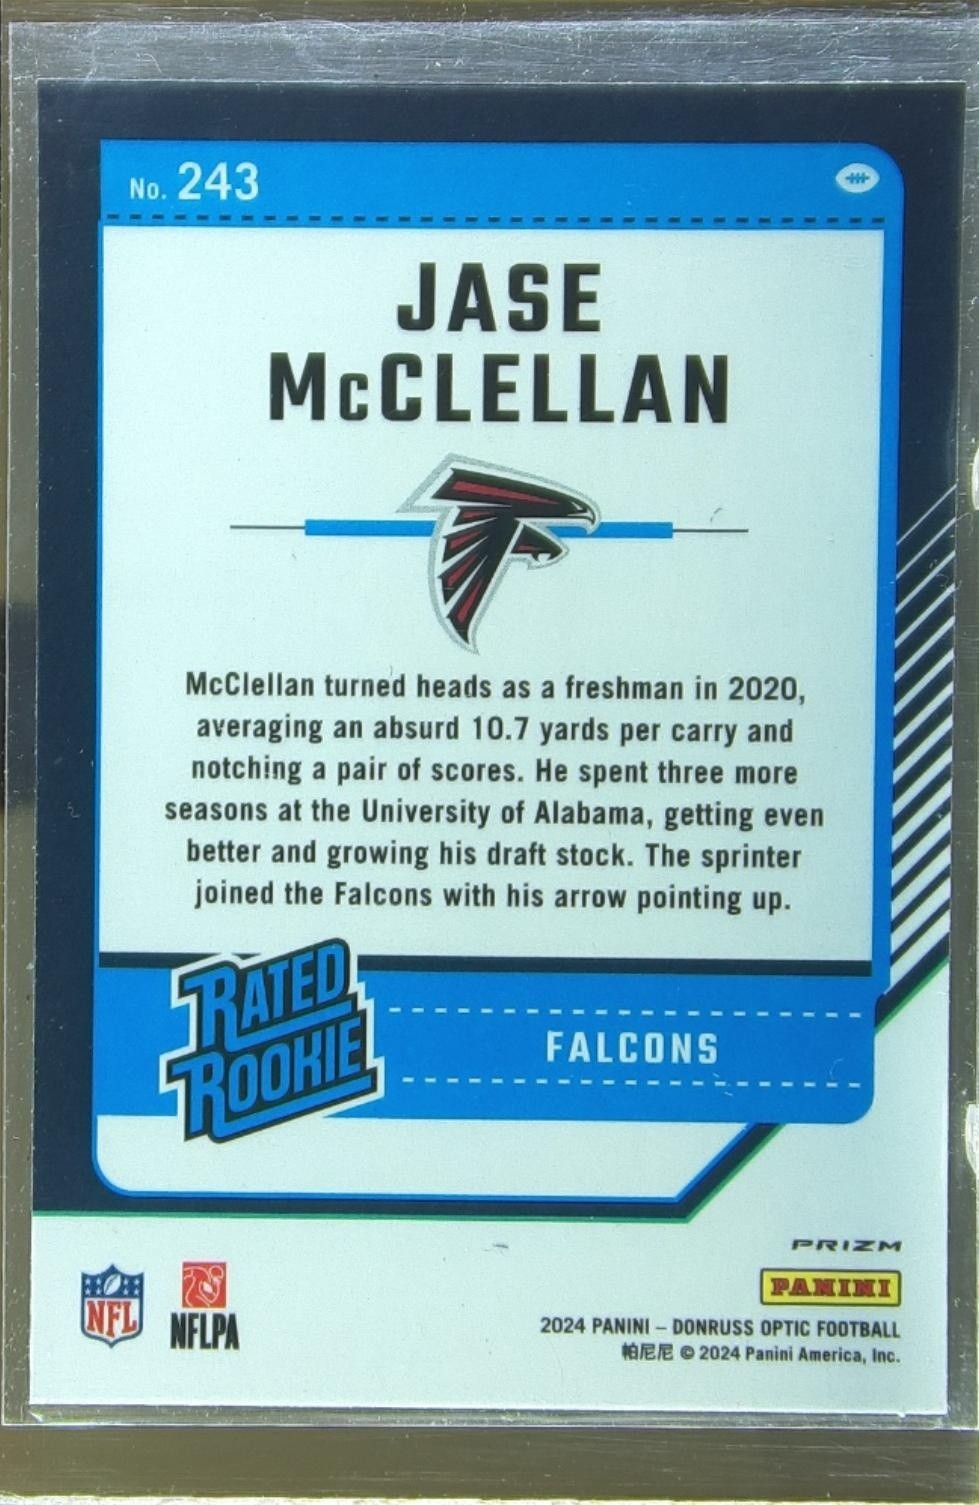 No. 243
JASE
McCLELLAN
McClellan turned heads as a freshman in 2020,
averaging an absurd 10.7 yards per carry and
notching a pair of scores. He spent three more
seasons at the University of Alabama, getting even
better and growing his draft stock. The sprinter
joined the Falcons with his arrow pointing up.
RATED
ROOKIE
FALCONS
PRIZM
PANINI
NFL
NFLPA
2024 PANINI – DONRUSS OPTIC FOOTBALL
帕尼尼 © 2024 Panini America, Inc.